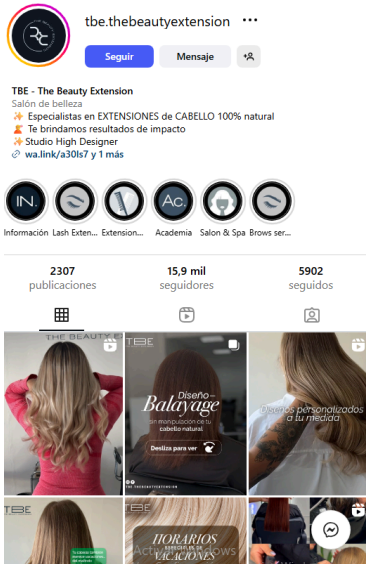 tbe.thebeautyextension
Seguir
Mensaje
TBE - The Beauty Extension
Salón de belleza
✨ Especialistas en EXTENSIONES de CABELLO 100% natural
Te brindamos resultados de impacto
✨Studio High Designer
wa.link/a30ls7 y 1 más
IN.
Ac.
Información
Lash Exten...
Extension...
Academia
Salon & Spa
Brows ser...
2307
15,9 mil
5902
publicaciones
seguidores
seguidos
THE BEAUTY EX
TBE
Diseño
Balayage
sin manipulación de tu
cabello natural
Desliza para ver
THEBEAUTYEXTENSION
Diseños personalizados
a tu medida
TBE
TBE
HORARIOS
VACACIONES